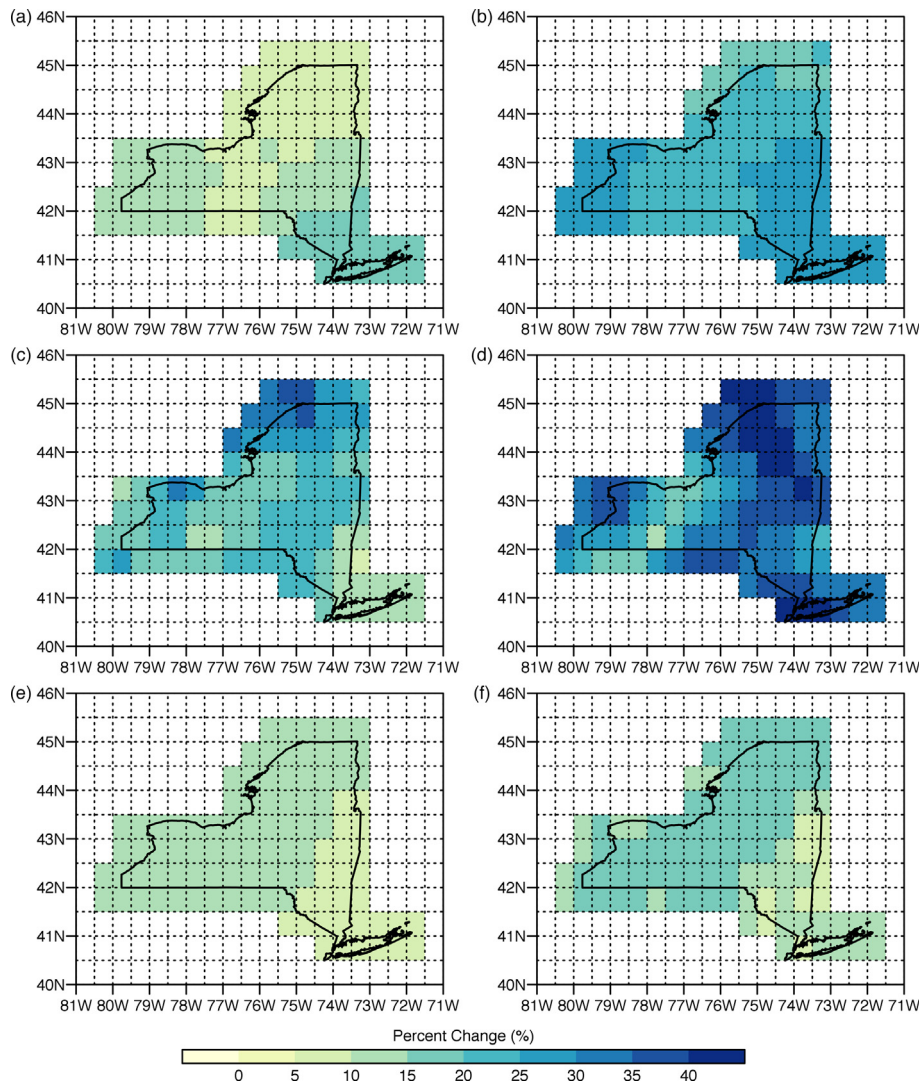 (a) (b)
46N 46N
45N 45N
44N 44N
43N 43N
42N 42N
41N 41N
40N 40N
81W 80W 79W 78W 77W 76W 75W 74W 73W 72W 71W 81W 80W 79W 78W 77W 76W 75W 74W 73W 72W 71W
(c) (d)
46N 46N
45N 45N
44N 44N
43N 43N
42N 42N
41N 41N
40N 40N
81W 80W 79W 78W 77W 76W 75W 74W 73W 72W 71W 81W 80W 79W 78W 77W 76W 75W 74W 73W 72W 71W
(e) (f)
46N 46N
45N 45N
44N 44N
43N 43N
42N 42N
41N 41N
40N 40N
81W 80W 79W 78W 77W 76W 75W 74W 73W 72W 71W 81W 80W 79W 78W 77W 76W 75W 74W 73W 72W 71W
Percent Change (%)
0 5 10 15 20 25 30 35 40